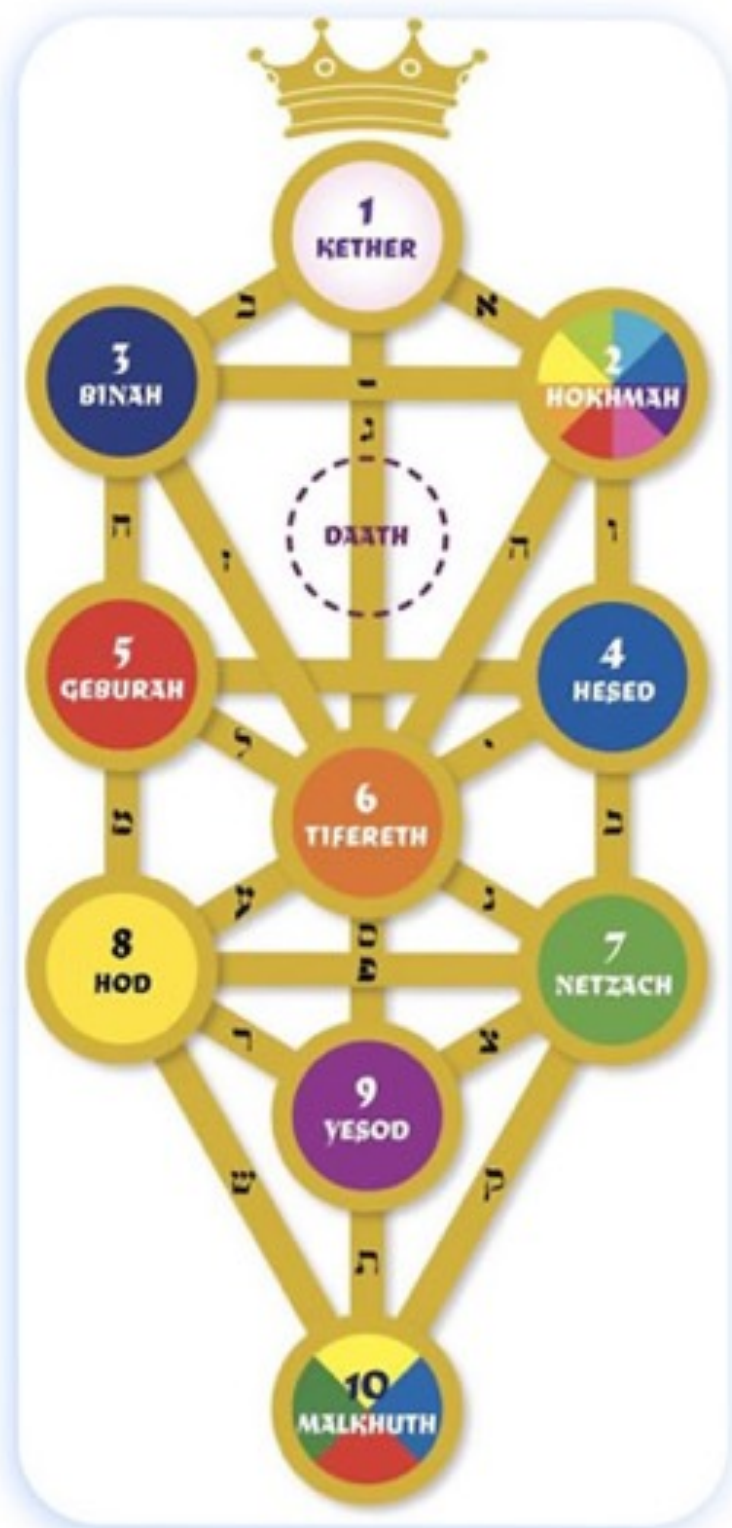 1
KETHER
3
BINAH
2
HOKHMAH
א
ג
DAATH
ה
ו
ז
ה
5
GEBURAH
4
HESED
ל
י
6
TIFERETH
8
HOD
7
NETZACH
ר
צ
9
YESOD
ש
ק
ת
10
MALKHUTH